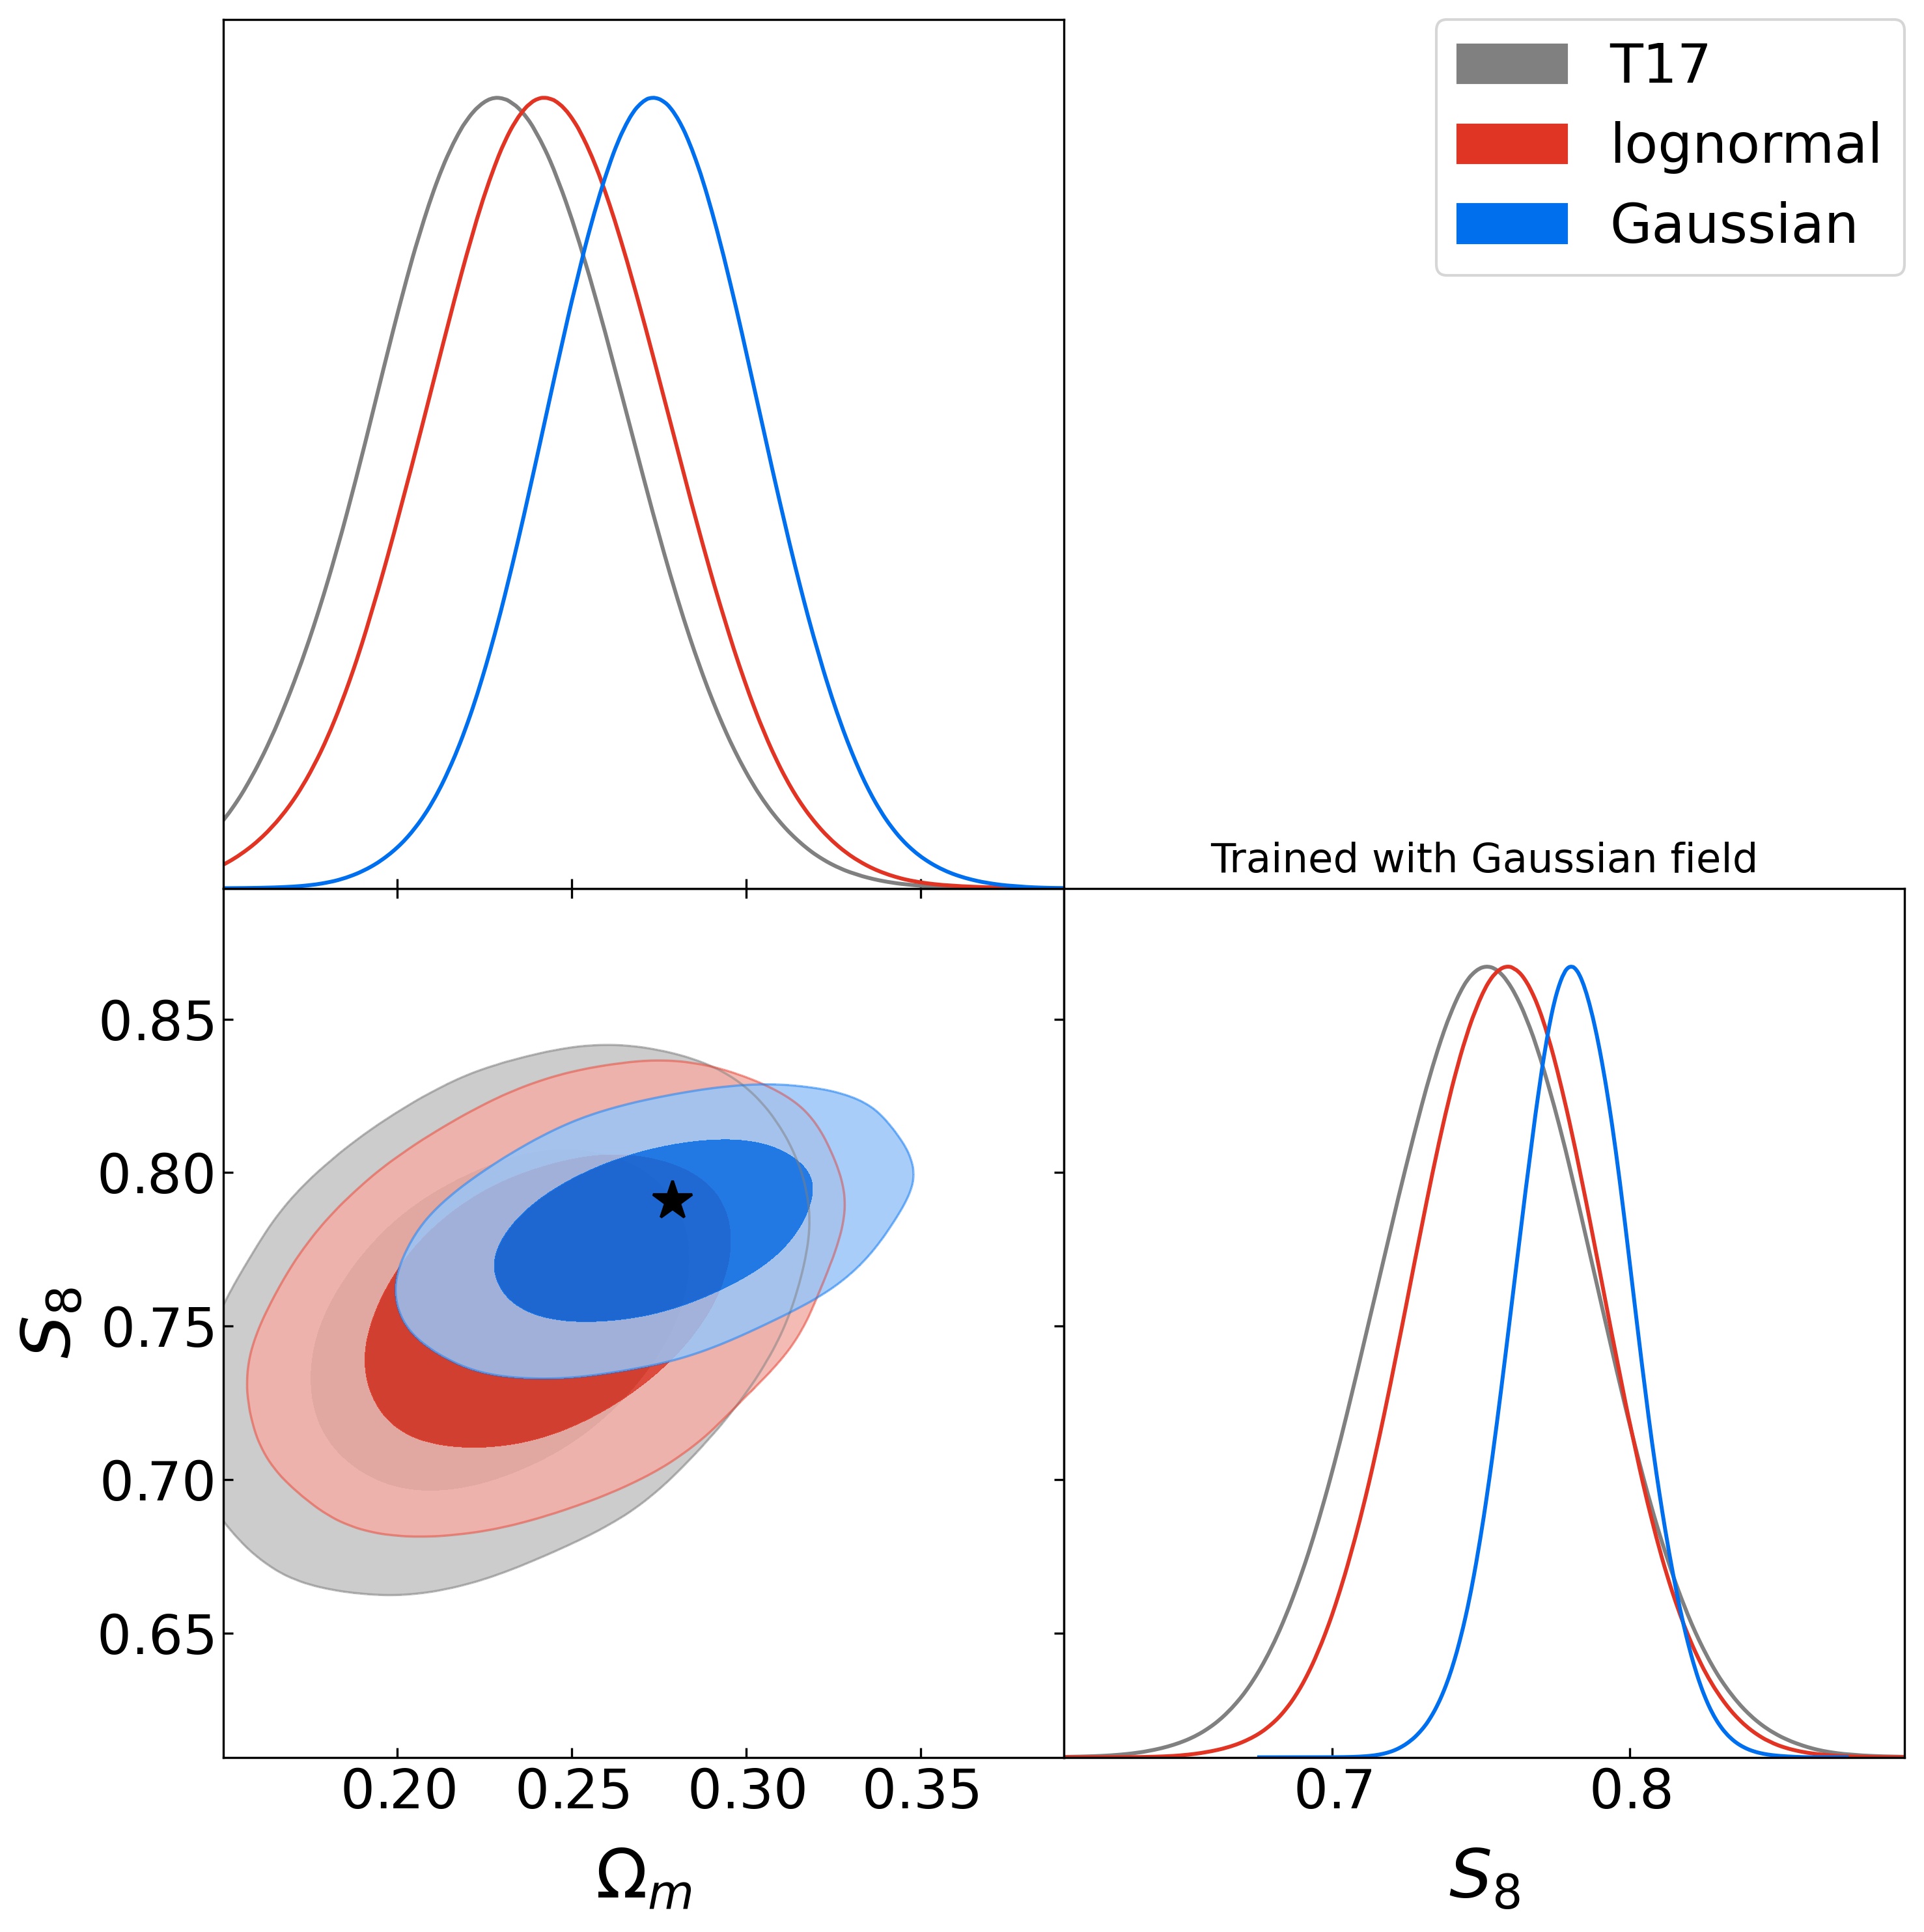 T17
lognormal
Gaussian
Trained with Gaussian field
0.85
0.80
0.75
0.70
0.65
S₈
0.20 0.25 0.30 0.35
0.7 0.8
Ωₘ
S₈